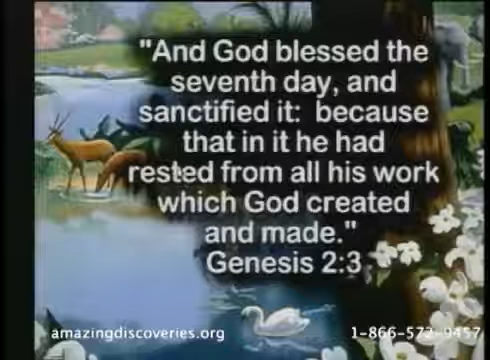 "And God blessed the
seventh day, and
sanctified it: because
that in it he had
rested from all his work
which God created
and made."
Genesis 2:3
amazingdiscoveries.org
1-866-572-9457